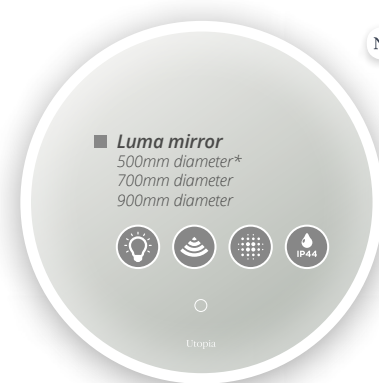 Luma mirror
500mm diameter*
700mm diameter
900mm diameter
IP44
Utopia
N